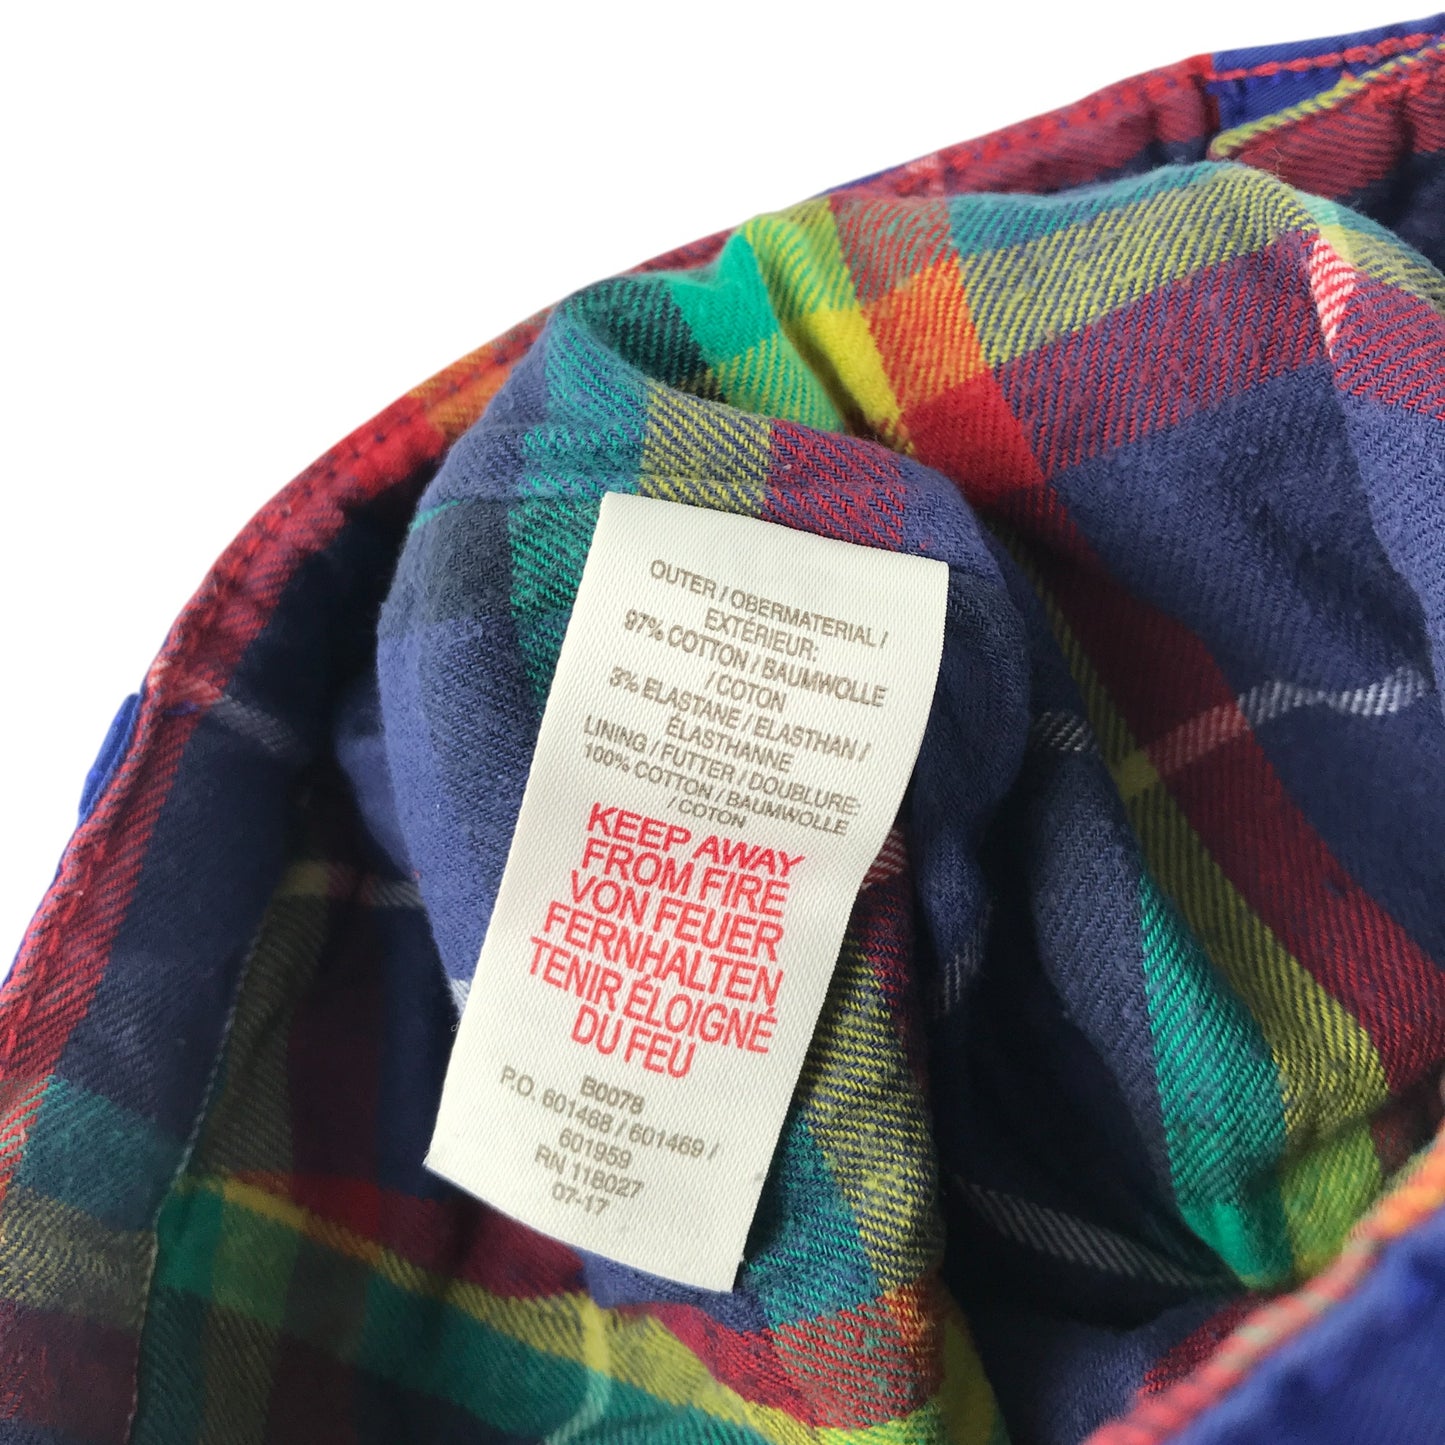 OUTER / OBERMATERIAL /
EXTÉRIEUR:
97% COTTON / BAUMWOLLE
/ COTON
3% ELASTANE / ELASTHAN /
ÉLASTHANNE
LINING / FUTTER / DOUBLURE:
100% COTTON / BAUMWOLLE
/ COTON
KEEP AWAY
FROM FIRE
VON FEUER
FERNHALTEN
TENIR ÉLOIGNÉ
DU FEU
B0078
P.O. 601468 / 601469 /
601959
RN 118027
07-17